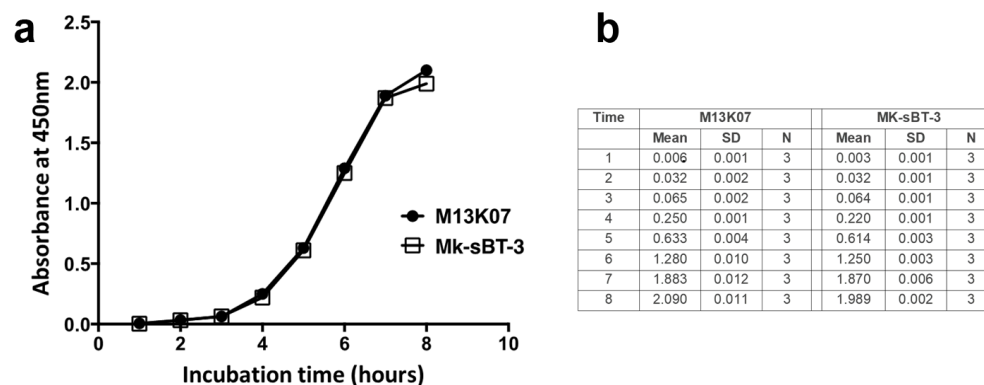 a
2.5
2.0
1.5
1.0
0.5
0.0
0 2 4 6 8 10
Absorbance at 450nm
Incubation time (hours)
M13K07
Mk-sBT-3
b
Time M13K07 MK-sBT-3
Mean SD N Mean SD N
1 0.006 0.001 3 0.003 0.001 3
2 0.032 0.002 3 0.032 0.001 3
3 0.065 0.002 3 0.064 0.001 3
4 0.250 0.001 3 0.220 0.001 3
5 0.633 0.004 3 0.614 0.003 3
6 1.280 0.010 3 1.250 0.003 3
7 1.883 0.012 3 1.870 0.006 3
8 2.090 0.011 3 1.989 0.002 3